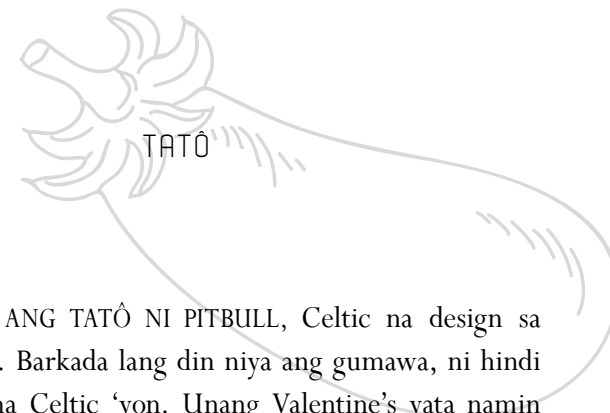 TATÔ
ANG TATÔ NI PITBULL, Celtic na design sa
. Barkada lang din niya ang gumawa, ni hindi
na Celtic ‘yon. Unang Valentine’s yata namin